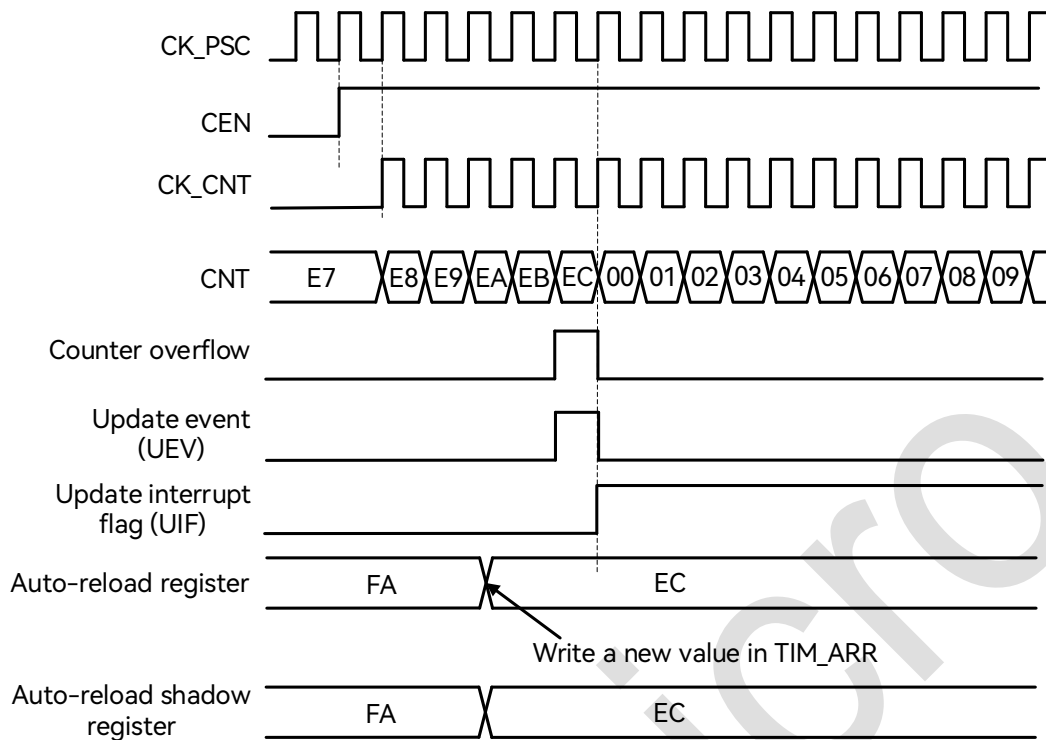 CK_PSC
CEN
CK_CNT
CNT E7 E8 E9 EA EB EC 00 01 02 03 04 05 06 07 08 09
Counter overflow
Update event
(UEV)
Update interrupt
flag (UIF)
Auto-reload register FA EC
Write a new value in TIM_ARR
Auto-reload shadow
register FA EC
icro